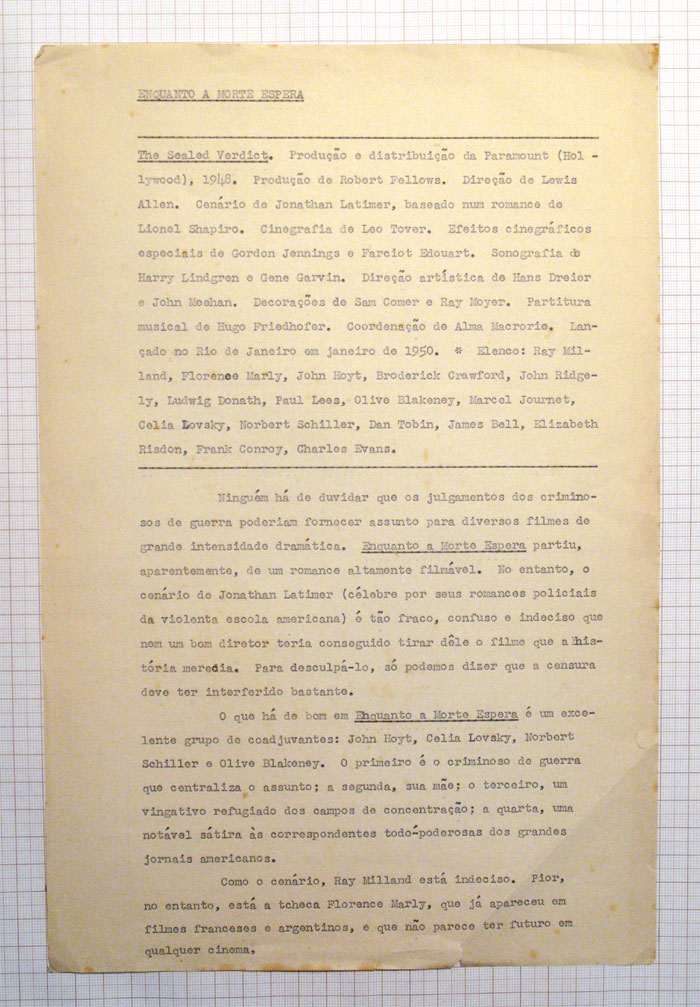 ENQUANTO A MORTE ESPERA
The Sealed Verdict. Produção e distribuição da Paramount (Hol -
lywood), 1948. Produção de Robert Fellows. Direção de Lewis
Allen. Cenário de Jonathan Latimer, baseado num romance de
Lionel Shapiro. Cinegrafia de Leo Tover. Efeitos cinegráficos
especiais de Gordon Jennings e Farciot Edouart. Sonografia de
Harry Lindgren e Gene Garvin. Direção artística de Hans Dreier
e John Meehan. Decorações de Sam Comer e Ray Moyer. Partitura
musical de Hugo Friedhofer. Coordenação de Alma Macrorie. Lan-
çado no Rio de Janeiro em janeiro de 1950. * Elenco: Ray Mil-
land, Florence Marly, John Hoyt, Broderick Crawford, John Ridge-
ly, Ludwig Donath, Paul Lees, Olive Blakeney, Marcel Journet,
Celia Lovsky, Norbert Schiller, Dan Tobin, James Bell, Elizabeth
Risdon, Frank Conroy, Charles Evans.
Ninguém há de duvidar que os julgamentos dos crimino-
sos de guerra poderiam fornecer assunto para diversos filmes de
grande intensidade dramática. Enquanto a Morte Espera partiu,
aparentemente, de um romance altamente filmável. No entanto, o
cenário de Jonathan Latimer (célebre por seus romances policiais
da violenta escola americana) é tão fraco, confuso e indeciso que
nem um bom diretor teria conseguido tirar dêle o filme que a his-
tória meredia. Para desculpá-lo, só podemos dizer que a censura
deve ter interferido bastante.
O que há de bom em Enquanto a Morte Espera é um exce-
lente grupo de coadjuvantes: John Hoyt, Celia Lovsky, Norbert
Schiller e Olive Blakeney. O primeiro é o criminoso de guerra
que centraliza o assunto; a segunda, sua mãe; o terceiro, um
vingativo refugiado dos campos de concentração; a quarta, uma
notável sátira às correspondentes todo-poderosas dos grandes
jornais americanos.
Como o cenário, Ray Milland está indeciso. Pior,
no entanto, está a tcheca Florence Marly, que já apareceu em
filmes franceses e argentinos, e que não parece ter futuro em
qualquer cinema.